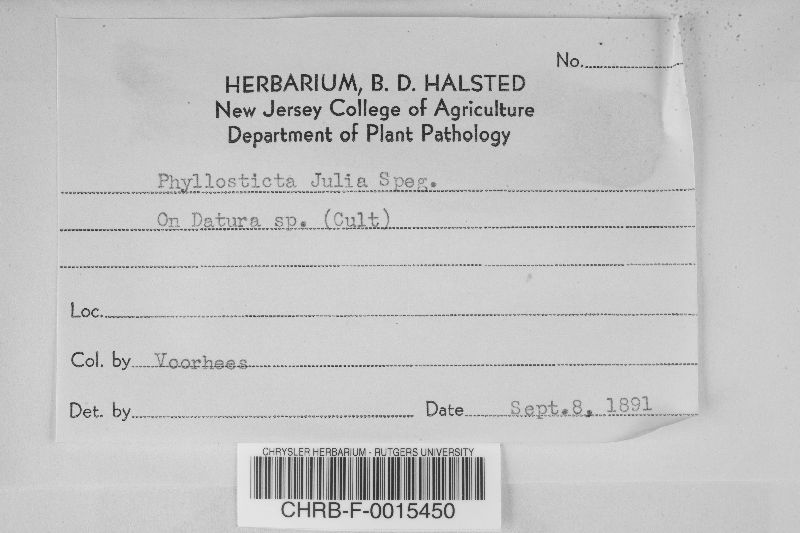 No.
HERBARIUM, B. D. HALSTED
New Jersey College of Agriculture
Department of Plant Pathology
Phyllosticta Julia Speg.
On Datura sp. (Cult)
Loc.
Col. by Voorhees
Det. by Date Sept.8, 1891
CHRYSLER HERBARIUM - RUTGERS UNIVERSITY
CHRB-F-0015450